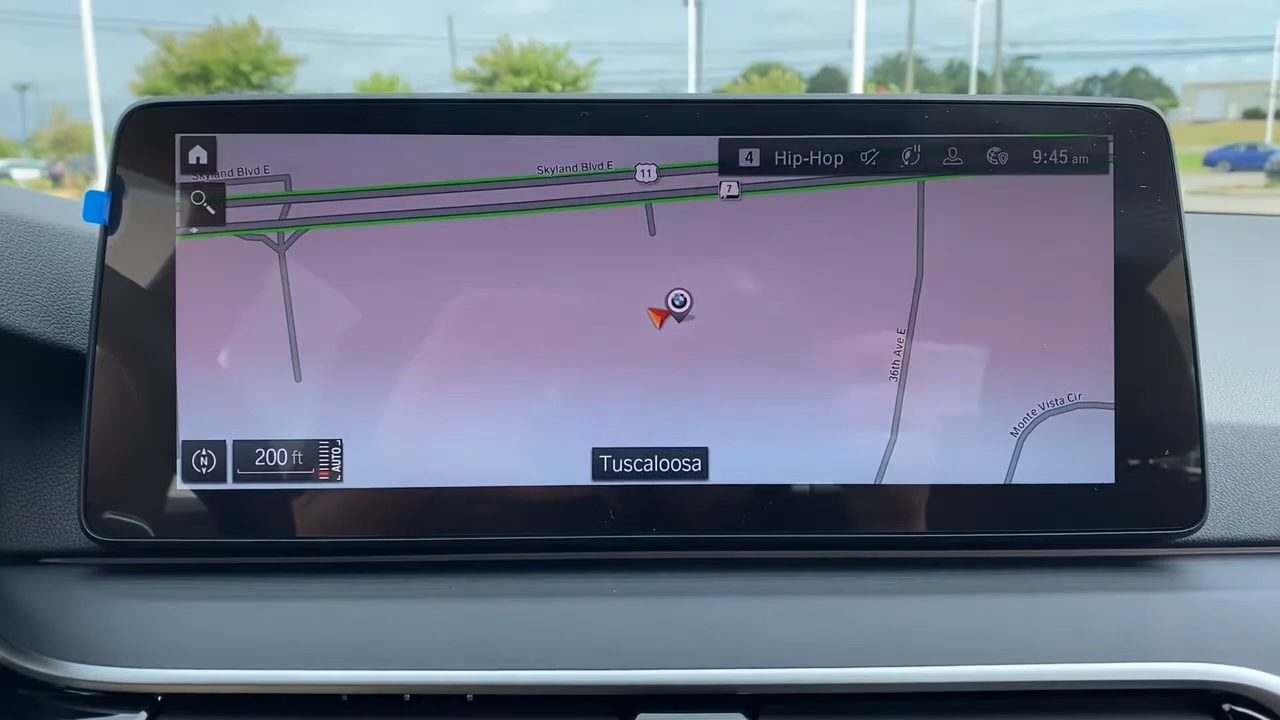 4 Hip-Hop 9:45 am
Skyland Blvd E
Skyland Blvd E
11
7
36th Ave E
Monte Vista Cir
N
200 ft
AUTO
Tuscaloosa